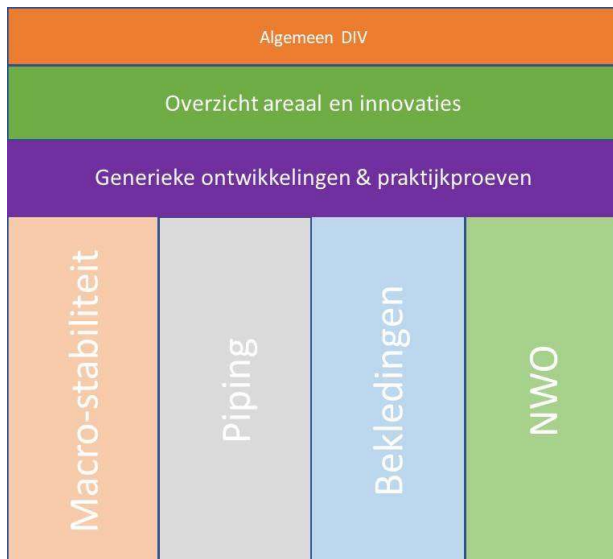 Algemeen DIV
Overzicht areaal en innovaties
Generieke ontwikkelingen & praktijkproeven
Macro-stabiliteit
Piping
Bekledingen
NWO